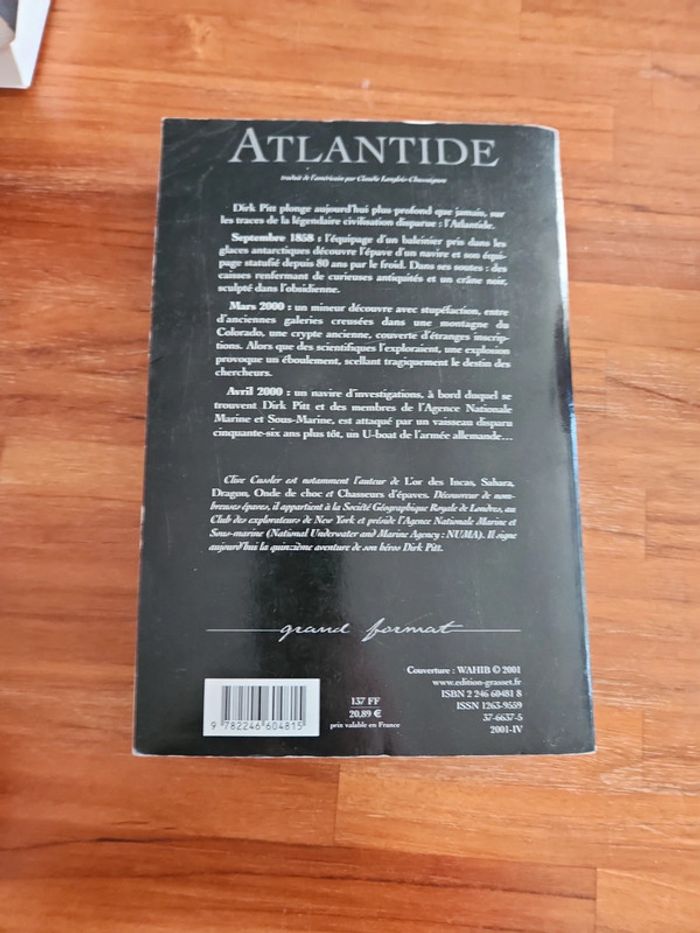 ATLANTIDE
traduit de l'américain par Claude Langlois-Chassaignon
Dirk Pitt plonge aujourd'hui plus profond que jamais, sur
les traces de la légendaire civilisation disparue : l'Atlantide.
Septembre 1858 : l'équipage d'un baleinier pris dans les
glaces antarctiques découvre l'épave d'un navire et son équi-
page statufié depuis 80 ans par le froid. Dans ses soutes : des
caisses renfermant de curieuses antiquités et un crâne noir,
sculpté dans l'obsidienne.
Mars 2000 : un mineur découvre avec stupéfaction, entre
d'anciennes galeries creusées dans une montagne du
Colorado, une crypte ancienne, couverte d'étranges inscrip-
tions. Alors que des scientifiques l'exploraient, une explosion
provoque un éboulement, scellant tragiquement le destin des
chercheurs.
Avril 2000 : un navire d'investigations, à bord duquel se
trouvent Dirk Pitt et des membres de l'Agence Nationale
Marine et Sous-Marine, est attaqué par un vaisseau disparu
cinquante-six ans plus tôt, un U-boat de l'armée allemande...
Clive Cussler est notamment l'auteur de L'or des Incas, Sahara,
Dragon, Onde de choc et Chasseurs d'épaves. Découvreur de nom-
breuses épaves, il appartient à la Société Géographique Royale de Londres, au
Club des explorateurs de New York et préside l'Agence Nationale Marine et
Sous-marine (National Underwater and Marine Agency : NUMA). Il signe
aujourd'hui la quinzième aventure de son héros Dirk Pitt.
grand format
Couverture : WAHIB © 2001
www.edition-grasset.fr
ISBN 2 246 60481 8
ISSN 1263-9559
37-6637-5
2001-IV
137 FF
20,89 €
prix valable en France
9 782246 604815